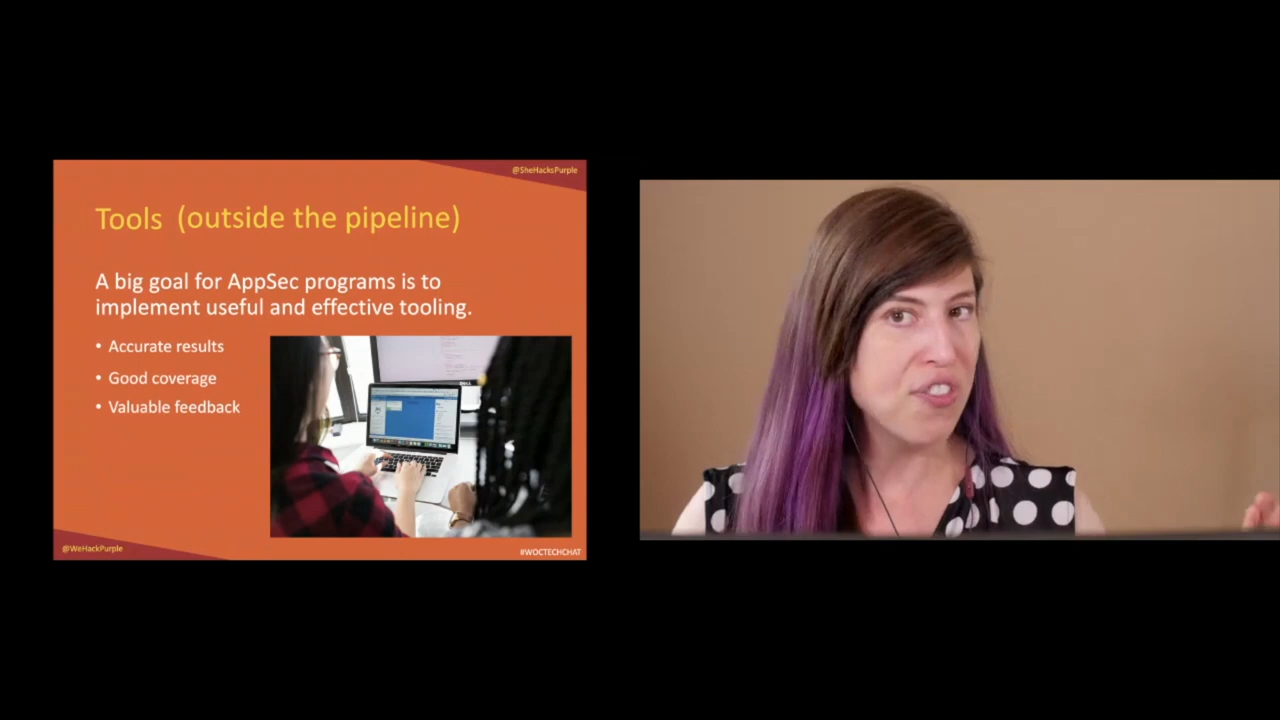 @SheHacksPurple
Tools (outside the pipeline)
A big goal for AppSec programs is to
implement useful and effective tooling.
• Accurate results
• Good coverage
• Valuable feedback
DELL
@WeHackPurple
#WOCTECHCHAT